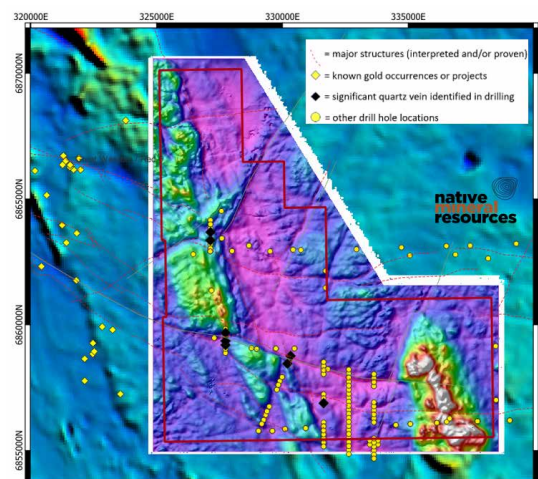 320000E 325000E 330000E 335000E
6870000N
6865000N
6860000N
6855000N
= major structures (interpreted and/or proven)
= known gold occurrences or projects
= significant quartz vein identified in drilling
= other drill hole locations
native
mineral
resources